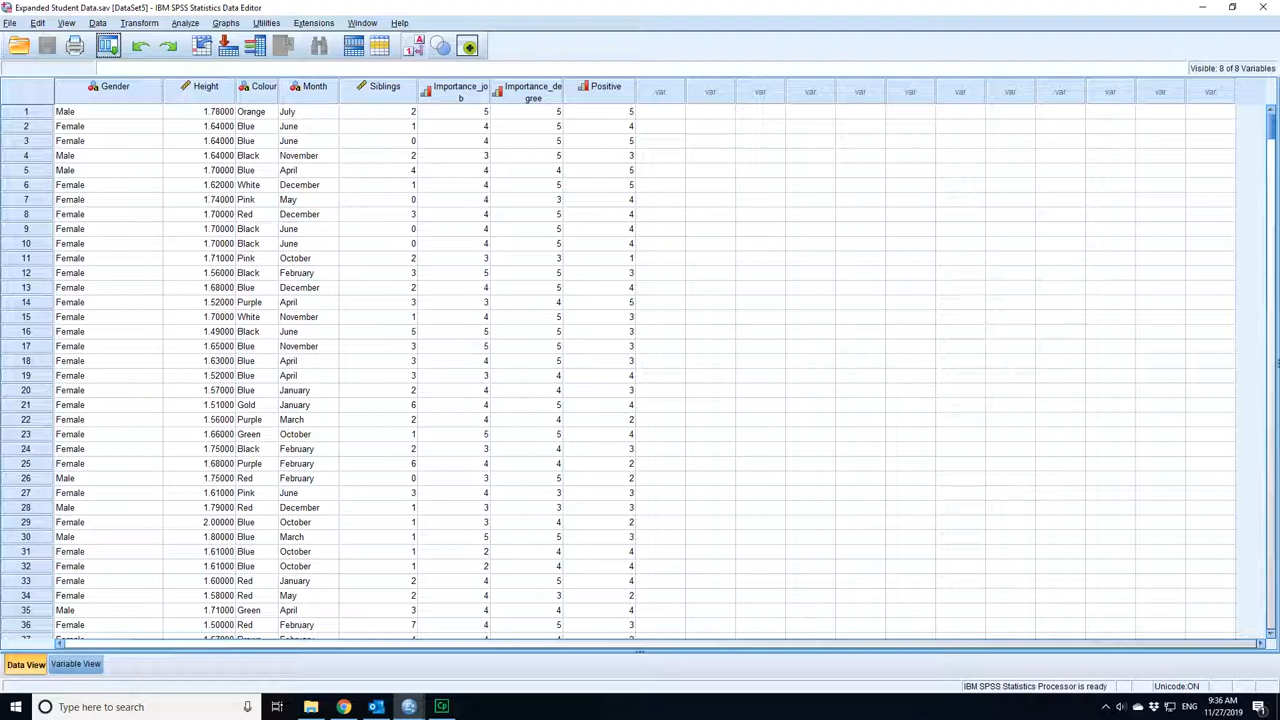 Expanded Student Data.sav [DataSet5] - IBM SPSS Statistics Data Editor
File Edit View Data Transform Analyze Graphs Utilities Extensions Window Help
Visible: 8 of 8 Variables
Gender Height Colour Month Siblings Importance_job Importance_degree Positive var var var var var var var var var var var var
1 Male 1.78000 Orange July 2 5 5 5
2 Female 1.64000 Blue June 1 4 5 4
3 Female 1.64000 Blue June 0 4 5 5
4 Male 1.64000 Black November 2 3 5 3
5 Male 1.70000 Blue April 4 4 4 5
6 Female 1.62000 White December 1 4 5 5
7 Female 1.74000 Pink May 0 4 3 4
8 Female 1.70000 Red December 3 4 5 4
9 Female 1.70000 Black June 0 4 5 4
10 Female 1.70000 Black June 0 4 5 4
11 Female 1.71000 Pink October 2 3 3 1
12 Female 1.56000 Black February 3 5 5 3
13 Female 1.68000 Blue December 2 4 5 4
14 Female 1.52000 Purple April 3 3 4 5
15 Female 1.70000 White November 1 4 5 3
16 Female 1.49000 Black June 5 5 5 3
17 Female 1.65000 Blue November 3 5 5 3
18 Female 1.63000 Blue April 3 4 5 3
19 Female 1.52000 Blue April 3 3 4 4
20 Female 1.57000 Blue January 2 4 4 3
21 Female 1.51000 Gold January 6 4 5 4
22 Female 1.56000 Purple March 2 4 4 2
23 Female 1.66000 Green October 1 5 5 4
24 Female 1.75000 Black February 2 3 4 3
25 Female 1.68000 Purple February 6 4 4 2
26 Male 1.75000 Red February 0 3 5 2
27 Female 1.61000 Pink June 3 4 3 3
28 Male 1.79000 Red December 1 3 3 3
29 Female 2.00000 Blue October 1 3 4 2
30 Male 1.80000 Blue March 1 5 5 3
31 Female 1.61000 Blue October 1 2 4 4
32 Female 1.61000 Blue October 1 2 4 4
33 Female 1.60000 Red January 2 4 5 4
34 Female 1.58000 Red May 2 4 3 2
35 Male 1.71000 Green April 3 4 4 4
36 Female 1.50000 Red February 7 4 5 3
Data View Variable View
IBM SPSS Statistics Processor is ready Unicode:ON
Type here to search
Cp
ENG
9:36 AM
11/27/2019